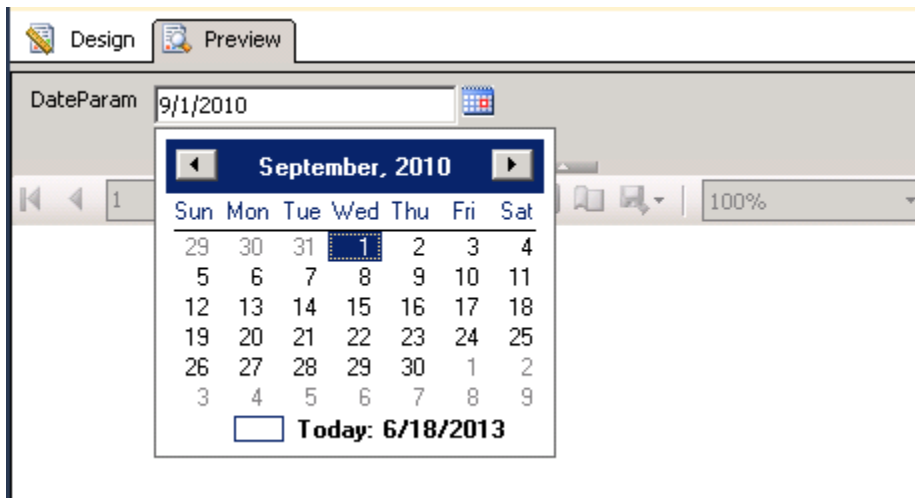 Design Preview
DateParam 9/1/2010
September, 2010
1 100%
Sun Mon Tue Wed Thu Fri Sat
29 30 31 1 2 3 4
5 6 7 8 9 10 11
12 13 14 15 16 17 18
19 20 21 22 23 24 25
26 27 28 29 30 1 2
3 4 5 6 7 8 9
Today: 6/18/2013